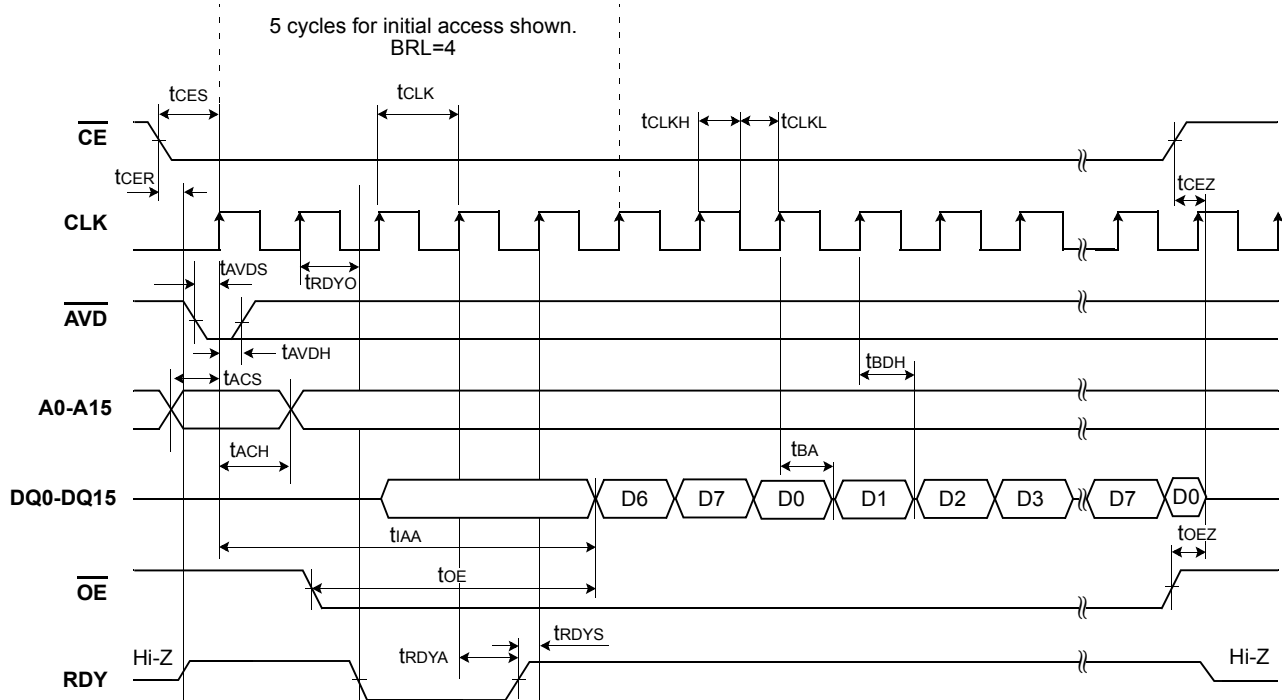 5 cycles for initial access shown.
BRL=4
tCES
tCLK
tCLKH
tCLKL
CE
tCER
tCEZ
CLK
tAVDS
tRDYO
AVD
tAVDH
tACS
tBDH
A0-A15
tACH
tBA
DQ0-DQ15
D6
D7
D0
D1
D2
D3
D7
D0
tIAA
tOEZ
tOE
OE
tRDYS
Hi-Z
tRDYA
Hi-Z
RDY